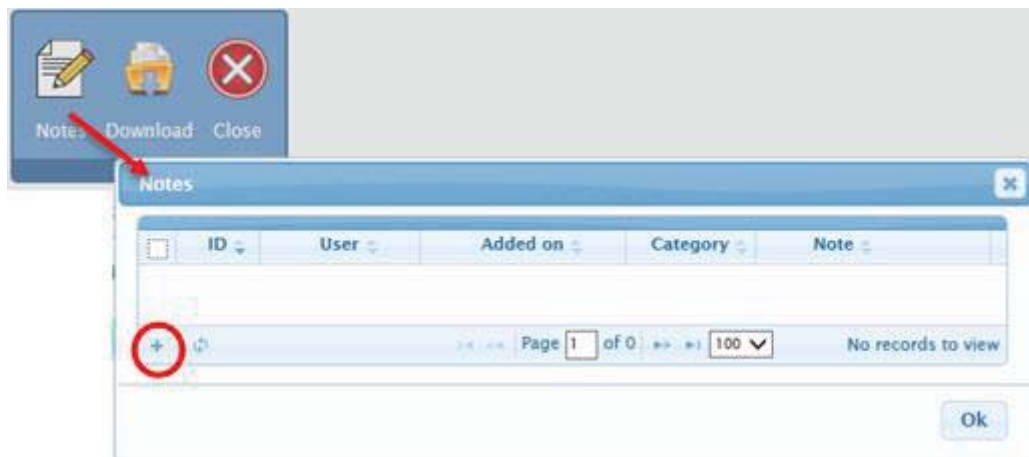 Notes Download Close
Notes
ID User Added on Category Note
Page 1 of 0 100 No records to view
Ok